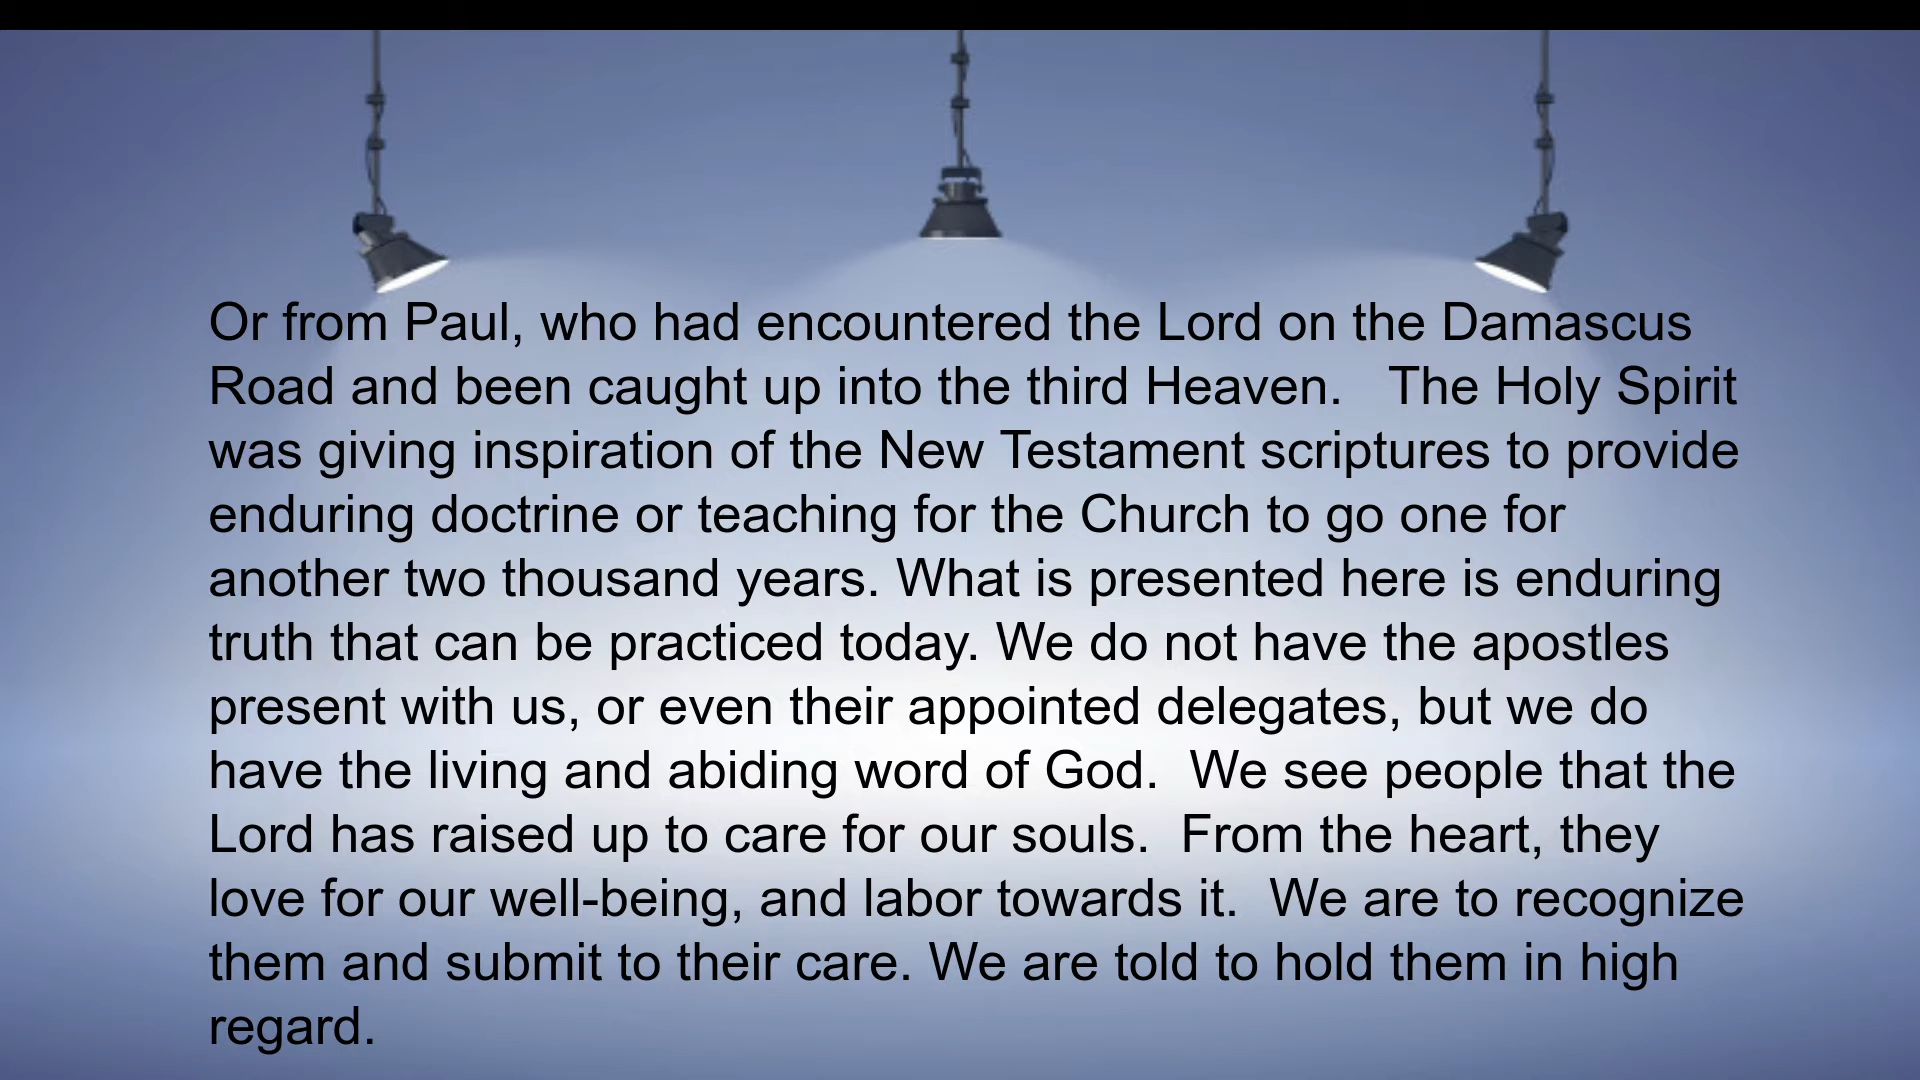 Or from Paul, who had encountered the Lord on the Damascus
Road and been caught up into the third Heaven.   The Holy Spirit
was giving inspiration of the New Testament scriptures to provide
enduring doctrine or teaching for the Church to go one for
another two thousand years. What is presented here is enduring
truth that can be practiced today. We do not have the apostles
present with us, or even their appointed delegates, but we do
have the living and abiding word of God.  We see people that the
Lord has raised up to care for our souls.  From the heart, they
love for our well-being, and labor towards it.  We are to recognize
them and submit to their care. We are told to hold them in high
regard.